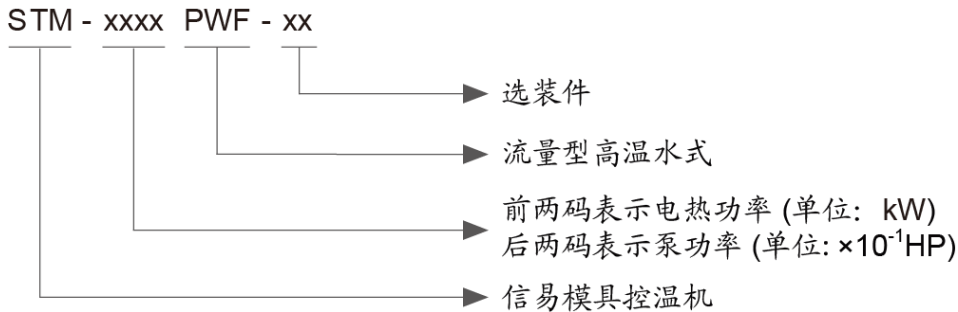 STM - xxxx PWF - xx
选装件
流量型高温水式
前两码表示电热功率 (单位: kW)
后两码表示泵功率 (单位: ×10⁻¹HP)
信易模具控温机